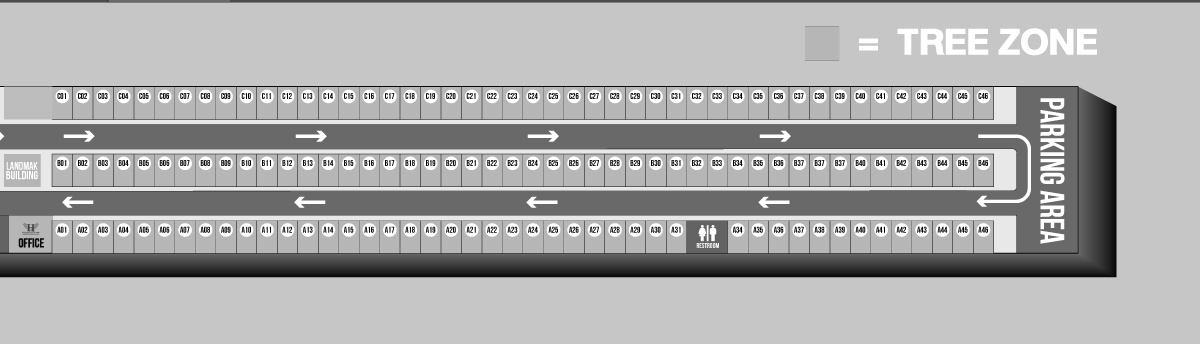 = TREE ZONE
C01 C02 C03 C04 C05 C06 C07 C08 C09 C10 C11 C12 C13 C14 C15 C16 C17 C18 C19 C20 C21 C22 C23 C24 C25 C26 C27 C28 C29 C30 C31 C32 C33 C34 C35 C36 C37 C38 C39 C40 C41 C42 C43 C44 C45 C46
PARKING AREA
LANDMAK
BUILDING
B01 B02 B03 B04 B05 B06 B07 B08 B09 B10 B11 B12 B13 B14 B15 B16 B17 B18 B19 B20 B21 B22 B23 B24 B25 B26 B27 B28 B29 B30 B31 B32 B33 B34 B35 B36 B37 B38 B39 B40 B41 B42 B43 B44 B45 B46
OFFICE
A01 A02 A03 A04 A05 A06 A07 A08 A09 A10 A11 A12 A13 A14 A15 A16 A17 A18 A19 A20 A21 A22 A23 A24 A25 A26 A27 A28 A29 A30 A31
RESTROOM
A34 A35 A36 A37 A38 A39 A40 A41 A42 A43 A44 A45 A46